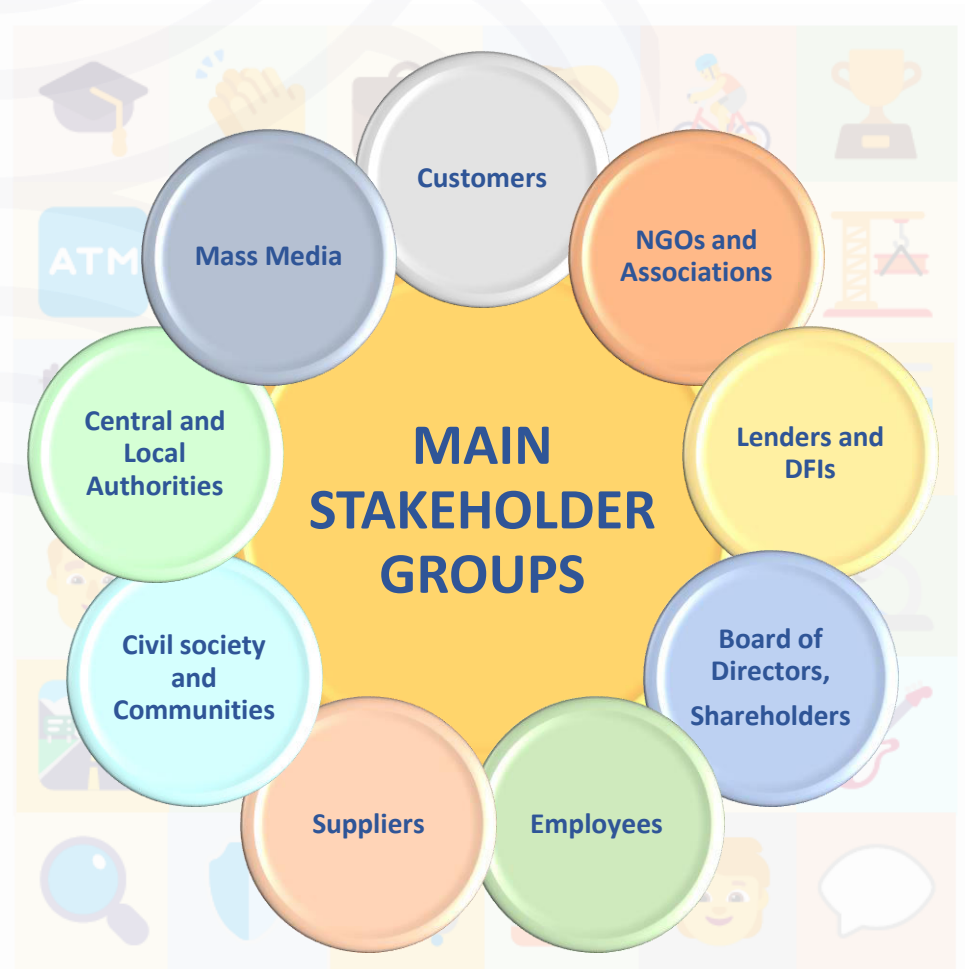 Customers
NGOs and
Associations
Lenders and
DFIs
Board of
Directors,
Shareholders
Employees
Suppliers
Civil society
and
Communities
Central and
Local
Authorities
Mass Media
MAIN
STAKEHOLDER
GROUPS
ATM